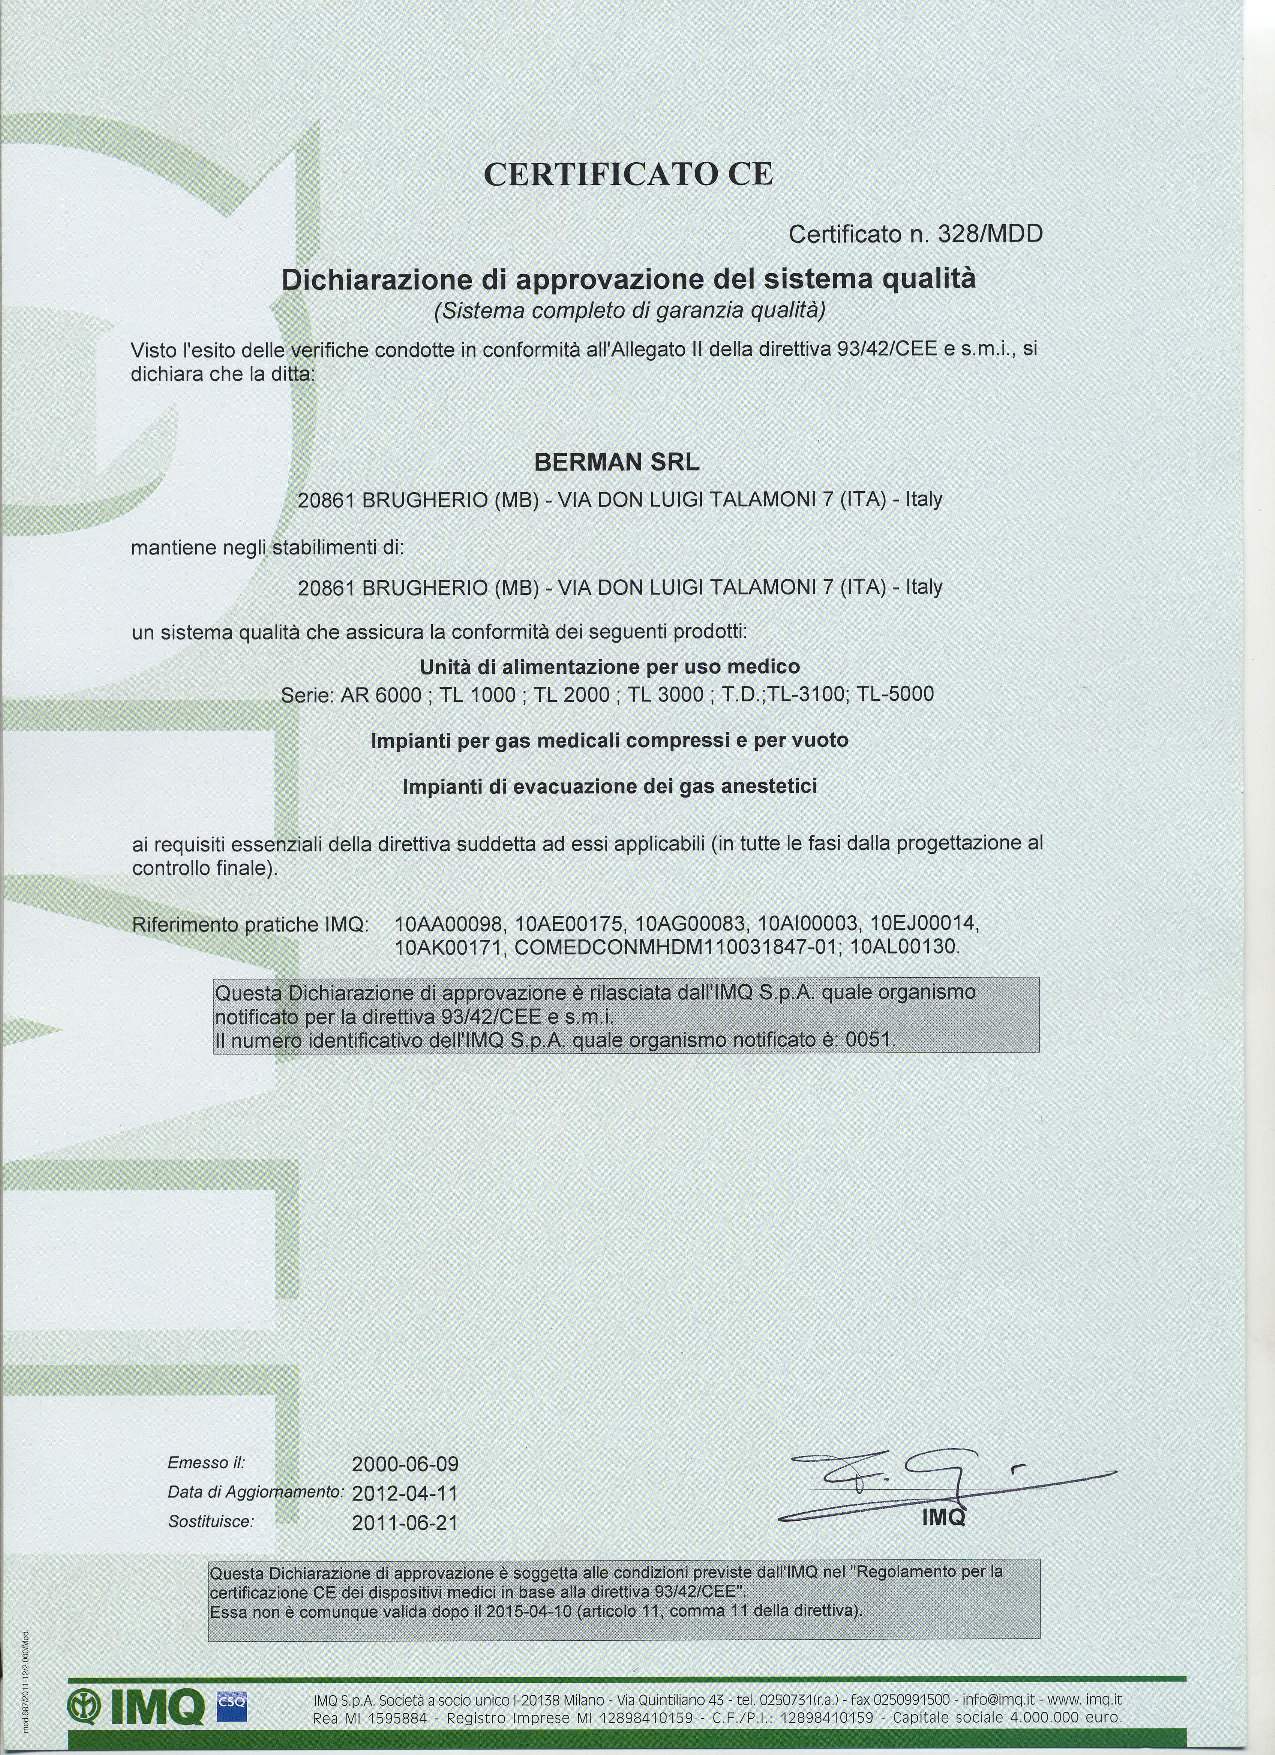 CERTIFICATO CE
Certificato n. 328/MDD
Dichiarazione di approvazione del sistema qualità
(Sistema completo di garanzia qualità)
Visto l'esito delle verifiche condotte in conformità all'Allegato II della direttiva 93/42/CEE e s.m.i., si
dichiara che la ditta:
BERMAN SRL
20861 BRUGHERIO (MB) - VIA DON LUIGI TALAMONI 7 (ITA) - Italy
mantiene negli stabilimenti di:
20861 BRUGHERIO (MB) - VIA DON LUIGI TALAMONI 7 (ITA) - Italy
un sistema qualità che assicura la conformità dei seguenti prodotti:
Unità di alimentazione per uso medico
Serie: AR 6000 ; TL 1000 ; TL 2000 ; TL 3000 ; T.D.;TL-3100; TL-5000
Impianti per gas medicali compressi e per vuoto
Impianti di evacuazione dei gas anestetici
ai requisiti essenziali della direttiva suddetta ad essi applicabili (in tutte le fasi dalla progettazione al
controllo finale).
Riferimento pratiche IMQ: 10AA00098, 10AE00175, 10AG00083, 10AI00003, 10EJ00014,
10AK00171, COMEDCONMHDM110031847-01; 10AL00130.
Questa Dichiarazione di approvazione è rilasciata dall'IMQ S.p.A. quale organismo
notificato per la direttiva 93/42/CEE e s.m.i.
Il numero identificativo dell'IMQ S.p.A. quale organismo notificato è: 0051.
Emesso il: 2000-06-09
Data di Aggiornamento: 2012-04-11
Sostituisce: 2011-06-21
IMQ
Questa Dichiarazione di approvazione è soggetta alle condizioni previste dall'IMQ nel "Regolamento per la
certificazione CE dei dispositivi medici in base alla direttiva 93/42/CEE".
Essa non è comunque valida dopo il 2015-04-10 (articolo 11, comma 11 della direttiva).
IMQ CSQ
IMQ S.p.A. Società a socio unico I-20138 Milano - Via Quintiliano 43 - tel. 0250731(r.a.) - fax 0250991500 - info@imq.it - www. imq.it
Rea MI 1595884 - Registro Imprese MI 12898410159 - C.F./P.I.: 12898410159 - Capitale sociale 4.000.000 euro.